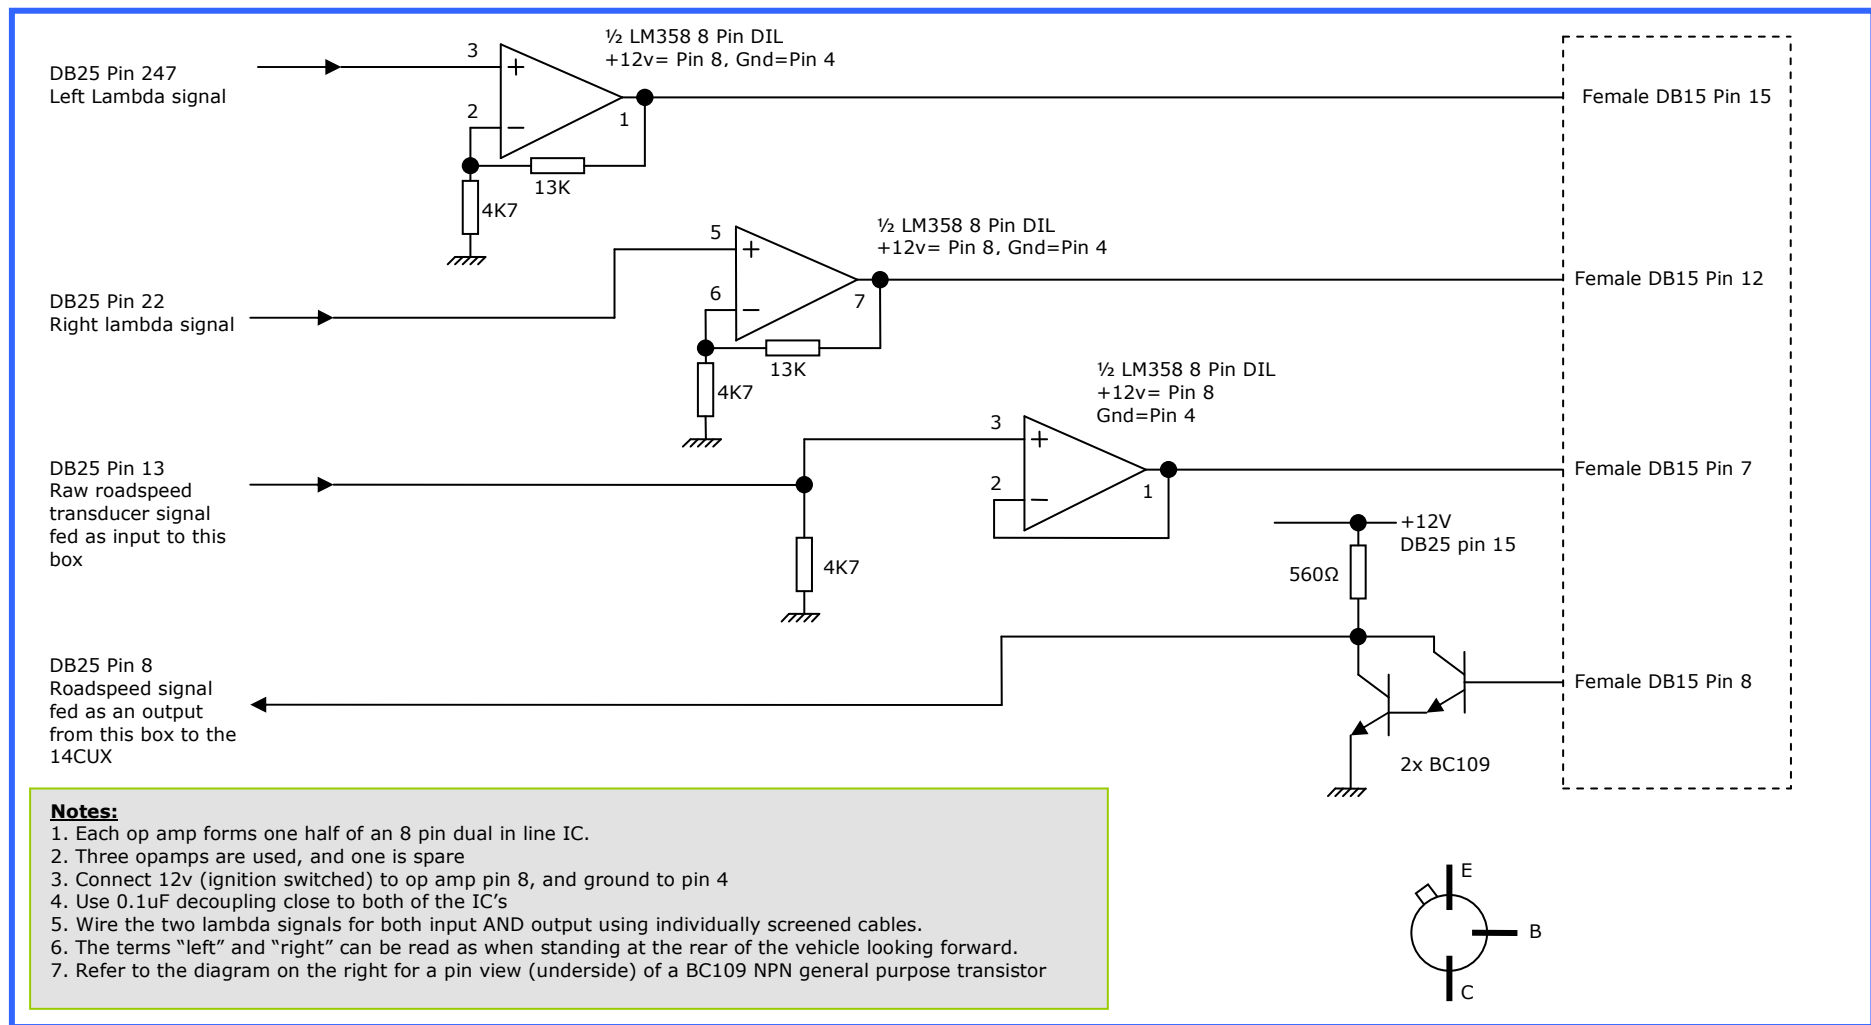 DB25 Pin 247
Left Lambda signal
3
2
1
½ LM358 8 Pin DIL
+12v= Pin 8, Gnd=Pin 4
+
−
13K
4K7
Female DB15 Pin 15
DB25 Pin 22
Right lambda signal
5
6
7
½ LM358 8 Pin DIL
+12v= Pin 8, Gnd=Pin 4
+
−
13K
4K7
Female DB15 Pin 12
DB25 Pin 13
Raw roadspeed
transducer signal
fed as input to this
box
3
2
1
½ LM358 8 Pin DIL
+12v= Pin 8
Gnd=Pin 4
+
−
4K7
Female DB15 Pin 7
+12V
DB25 pin 15
560Ω
DB25 Pin 8
Roadspeed signal
fed as an output
from this box to the
14CUX
Female DB15 Pin 8
2x BC109
Notes:
1. Each op amp forms one half of an 8 pin dual in line IC.
2. Three opamps are used, and one is spare
3. Connect 12v (ignition switched) to op amp pin 8, and ground to pin 4
4. Use 0.1uF decoupling close to both of the IC’s
5. Wire the two lambda signals for both input AND output using individually screened cables.
6. The terms “left” and “right” can be read as when standing at the rear of the vehicle looking forward.
7. Refer to the diagram on the right for a pin view (underside) of a BC109 NPN general purpose transistor
E
B
C